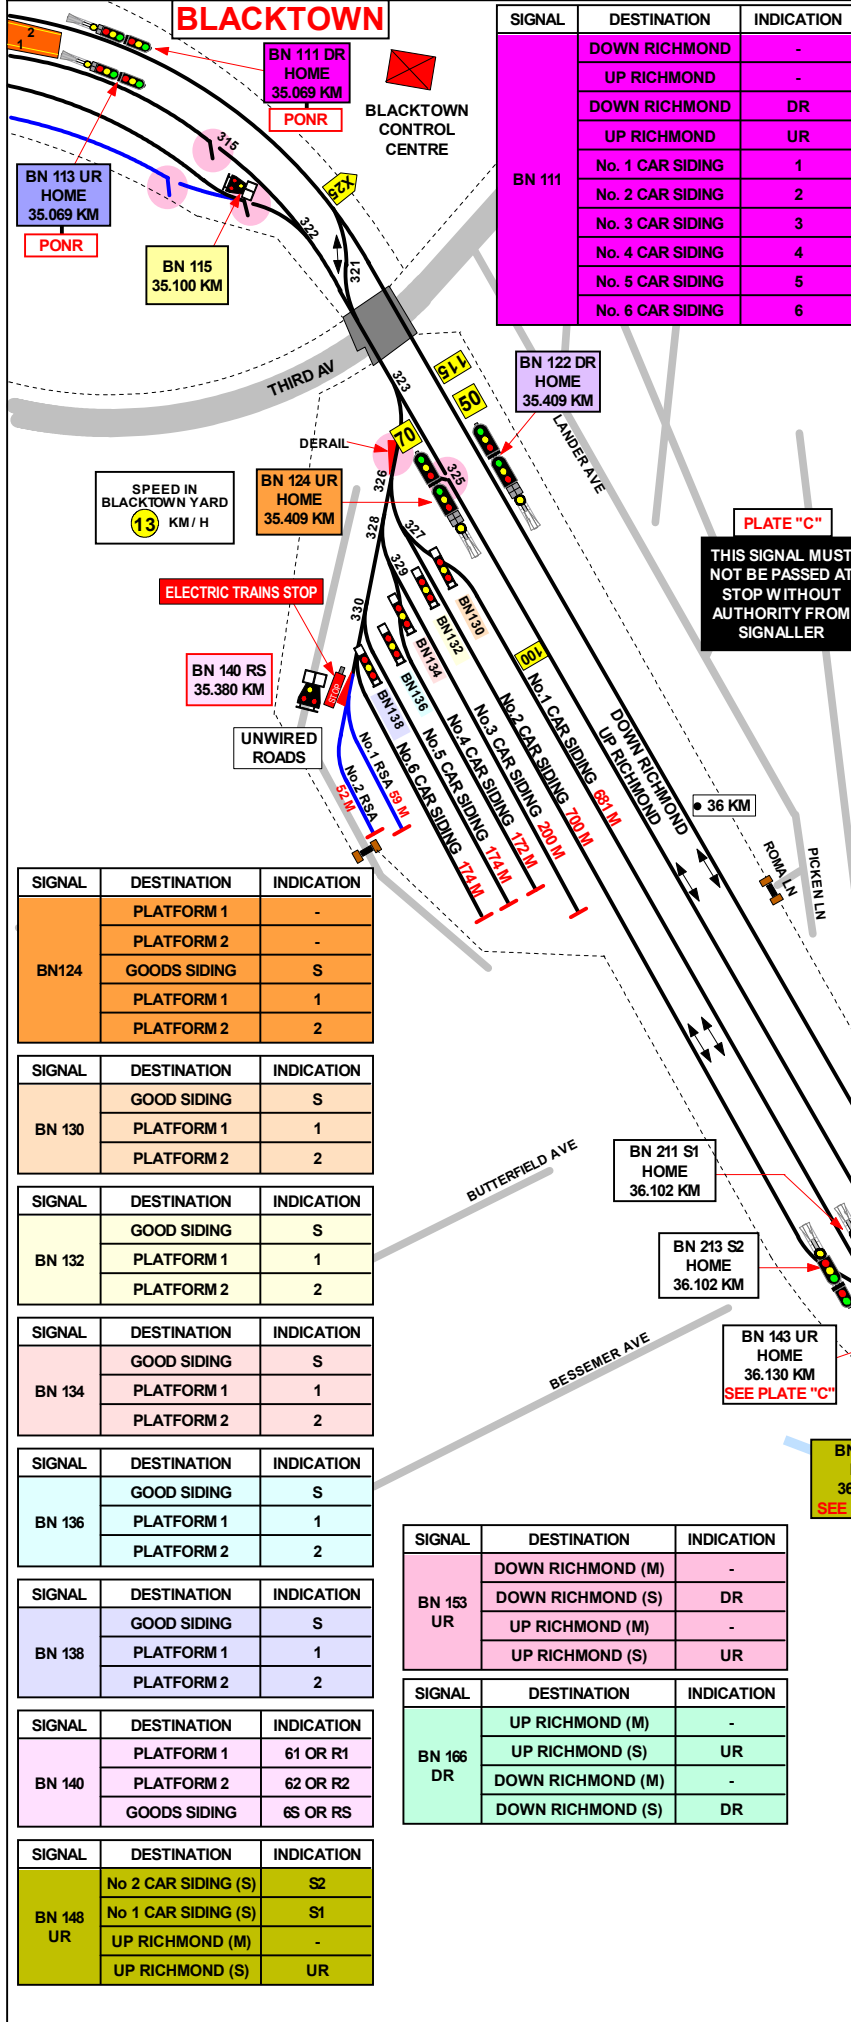 BLACKTOWN
2
1
BN 111 DR
HOME
35.069 KM
PONR
BLACKTOWN
CONTROL
CENTRE
SIGNAL DESTINATION INDICATION
BN 111
DOWN RICHMOND -
UP RICHMOND -
DOWN RICHMOND DR
UP RICHMOND UR
No. 1 CAR SIDING 1
No. 2 CAR SIDING 2
No. 3 CAR SIDING 3
No. 4 CAR SIDING 4
No. 5 CAR SIDING 5
No. 6 CAR SIDING 6
315
BN 113 UR
HOME
35.069 KM
PONR
X25
322
321
BN 115
35.100 KM
THIRD AV
323
115
50
70
BN 122 DR
HOME
35.409 KM
LANDER AVE
DERAIL
326
325
BN 124 UR
HOME
35.409 KM
SPEED IN
BLACKTOWN YARD
13 KM / H
328
327
329
330
PLATE "C"
THIS SIGNAL MUST
NOT BE PASSED AT
STOP WITHOUT
AUTHORITY FROM
SIGNALLER
ELECTRIC TRAINS STOP
BN130
BN132
BN134
BN136
BN138
100
BN 140 RS
35.380 KM
STOP
UNWIRED
ROADS
No.1 CAR SIDING 681 M
No.2 CAR SIDING 700 M
No.3 CAR SIDING 200 M
No.4 CAR SIDING 172 M
No.5 CAR SIDING 174 M
No.6 CAR SIDING 174 M
No.1 RSA 59 M
No.2 RSA 52 M
DOWN RICHMOND
UP RICHMOND
36 KM
ROMA LN
PICKEN LN
SIGNAL DESTINATION INDICATION
BN124
PLATFORM 1 -
PLATFORM 2 -
GOODS SIDING S
PLATFORM 1 1
PLATFORM 2 2
SIGNAL DESTINATION INDICATION
BN 130
GOOD SIDING S
PLATFORM 1 1
PLATFORM 2 2
SIGNAL DESTINATION INDICATION
BN 132
GOOD SIDING S
PLATFORM 1 1
PLATFORM 2 2
SIGNAL DESTINATION INDICATION
BN 134
GOOD SIDING S
PLATFORM 1 1
PLATFORM 2 2
SIGNAL DESTINATION INDICATION
BN 136
GOOD SIDING S
PLATFORM 1 1
PLATFORM 2 2
SIGNAL DESTINATION INDICATION
BN 138
GOOD SIDING S
PLATFORM 1 1
PLATFORM 2 2
SIGNAL DESTINATION INDICATION
BN 140
PLATFORM 1 61 OR R1
PLATFORM 2 62 OR R2
GOODS SIDING 6S OR RS
SIGNAL DESTINATION INDICATION
BN 148
UR
No 2 CAR SIDING (S) S2
No 1 CAR SIDING (S) S1
UP RICHMOND (M) -
UP RICHMOND (S) UR
BUTTERFIELD AVE
BESSEMER AVE
BN 211 S1
HOME
36.102 KM
BN 213 S2
HOME
36.102 KM
BN 143 UR
HOME
36.130 KM
SEE PLATE "C"
BN
36
SEE
SIGNAL DESTINATION INDICATION
BN 153
UR
DOWN RICHMOND (M) -
DOWN RICHMOND (S) DR
UP RICHMOND (M) -
UP RICHMOND (S) UR
SIGNAL DESTINATION INDICATION
BN 166
DR
UP RICHMOND (M) -
UP RICHMOND (S) UR
DOWN RICHMOND (M) -
DOWN RICHMOND (S) DR